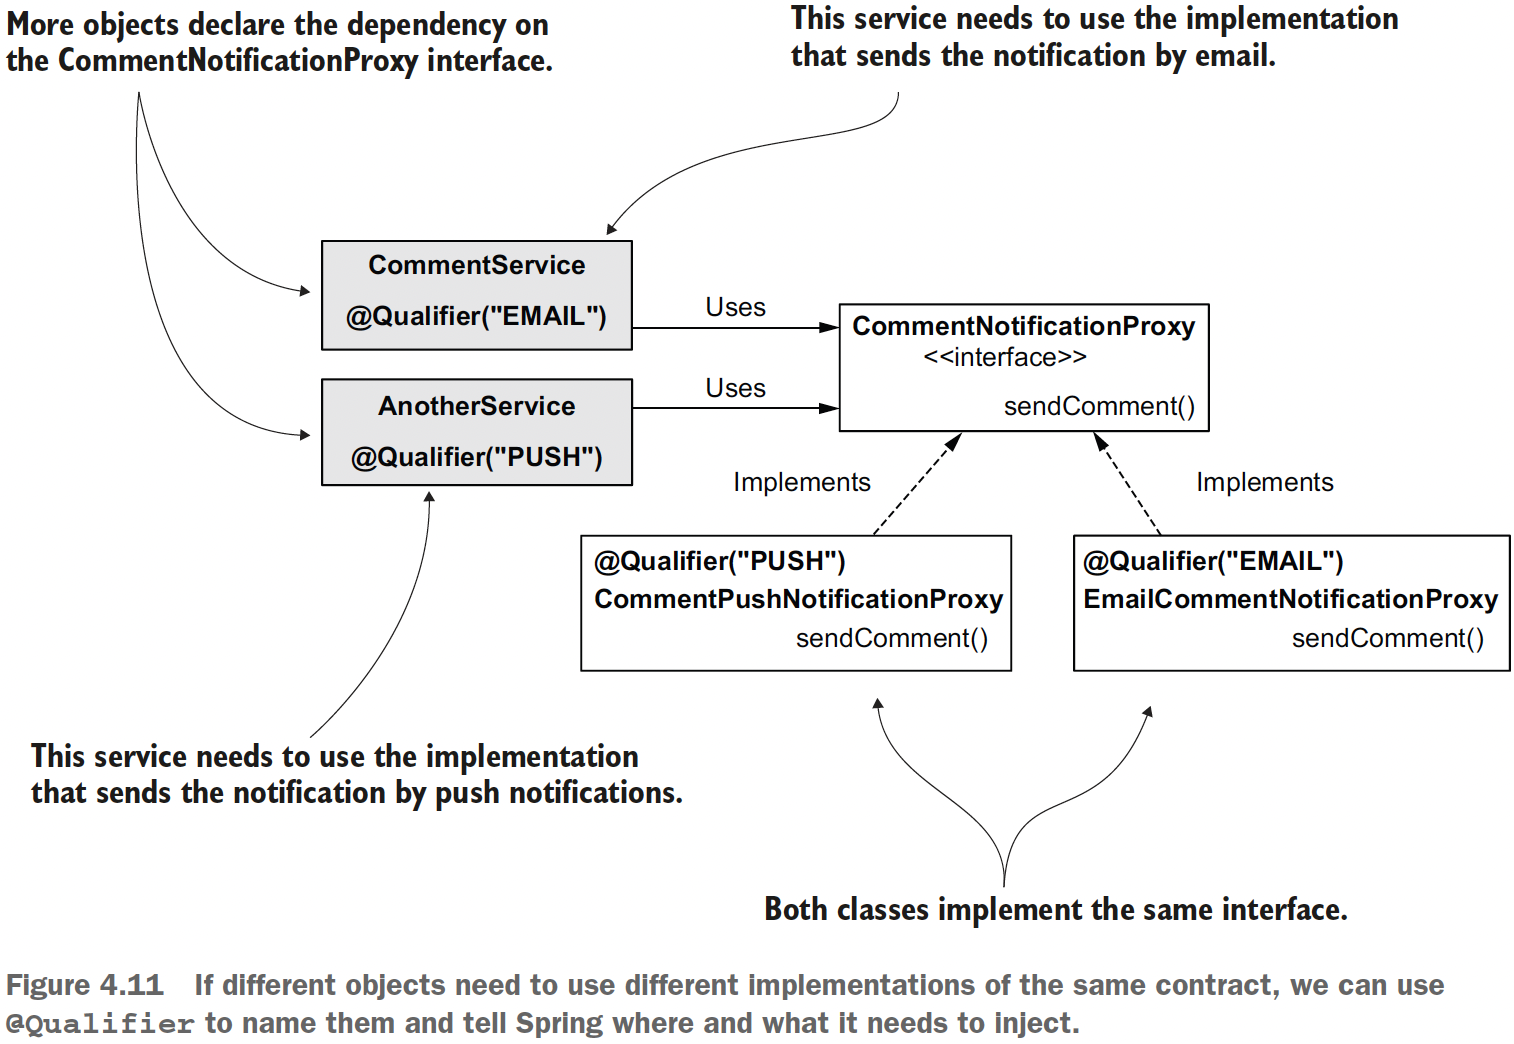 More objects declare the dependency on
the CommentNotificationProxy interface.
This service needs to use the implementation
that sends the notification by email.
CommentService
@Qualifier("EMAIL")
Uses
AnotherService
@Qualifier("PUSH")
Uses
CommentNotificationProxy
<<interface>>
sendComment()
Implements
Implements
@Qualifier("PUSH")
CommentPushNotificationProxy
sendComment()
@Qualifier("EMAIL")
EmailCommentNotificationProxy
sendComment()
This service needs to use the implementation
that sends the notification by push notifications.
Both classes implement the same interface.
Figure 4.11 If different objects need to use different implementations of the same contract, we can use
@Qualifier to name them and tell Spring where and what it needs to inject.